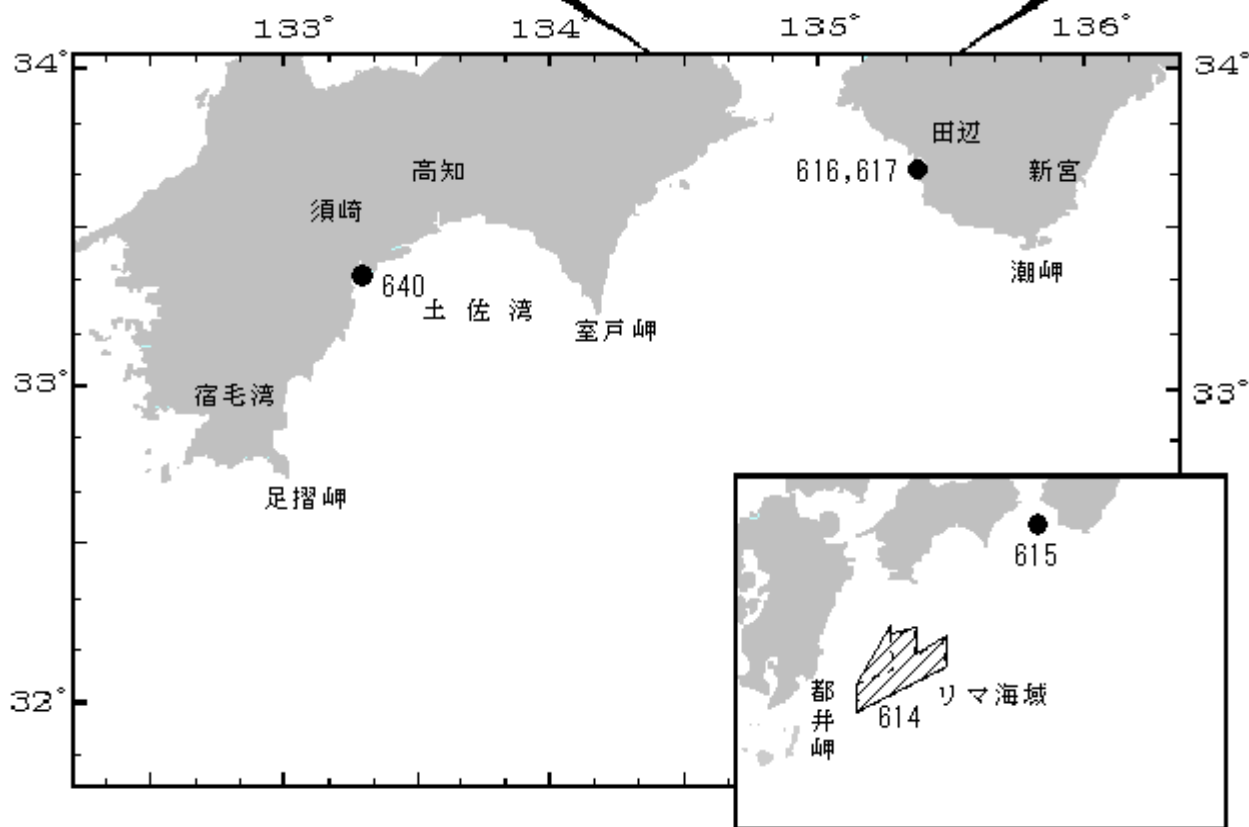 133°
134°
135°
136°
34°
34°
田辺
高知
616,617
新宮
須崎
潮岬
640
土佐湾
室戸岬
33°
33°
宿毛湾
足摺岬
615
32°
都井岬
リマ海域
614